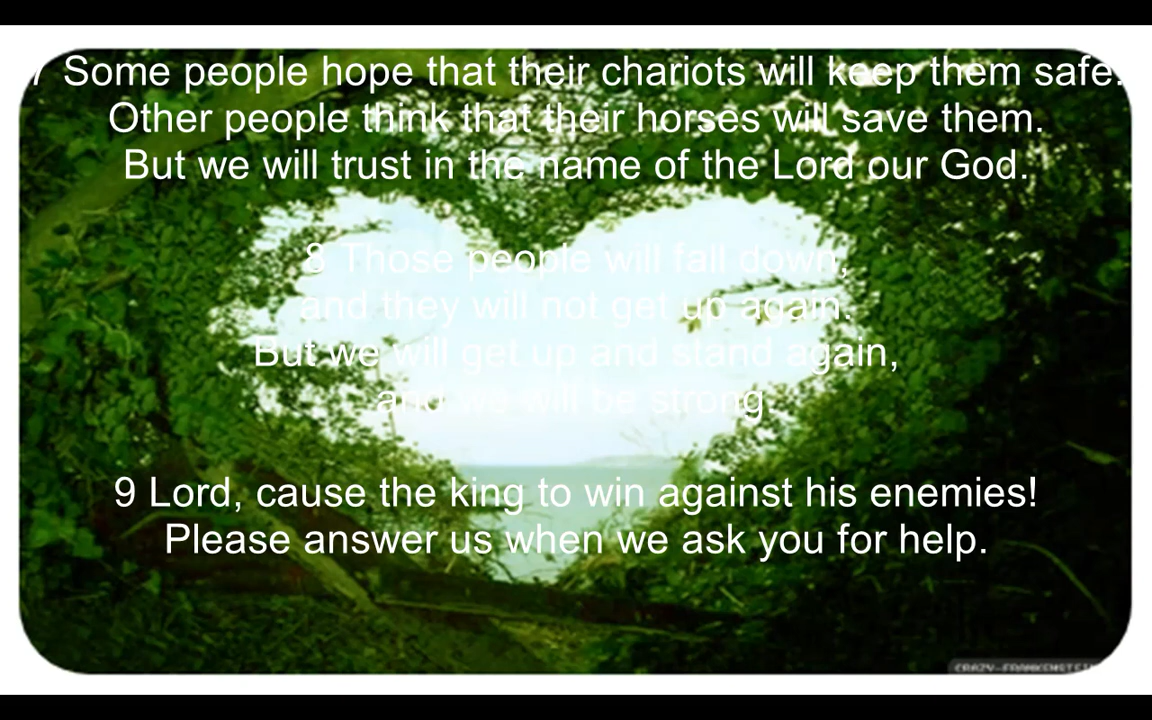 7 Some people hope that their chariots will keep them safe.
Other people think that their horses will save them.
But we will trust in the name of the Lord our God.
8 Those people will fall down,
and they will not get up again.
But we will get up and stand again,
and we will be strong.
9 Lord, cause the king to win against his enemies!
Please answer us when we ask you for help.